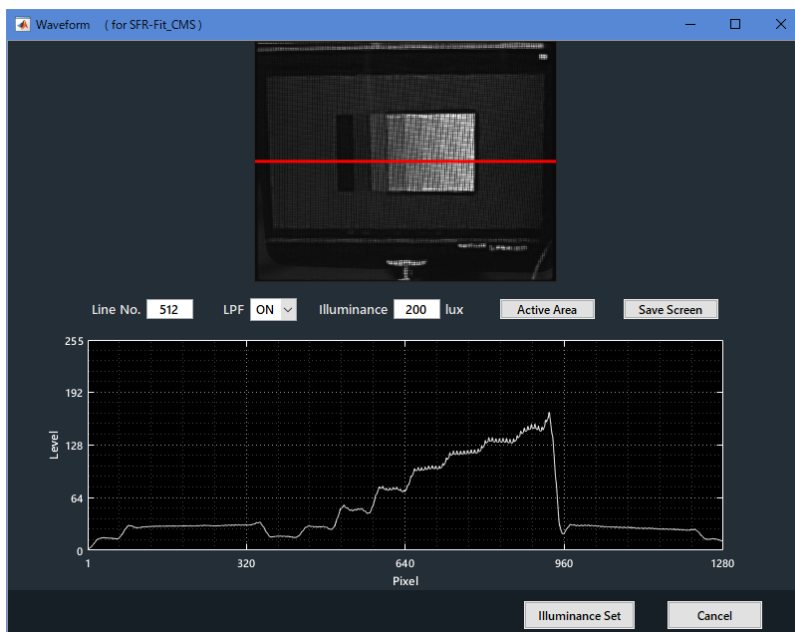 Waveform ( for SFR-Fit_CMS )
Line No. 512 LPF ON Illuminance 200 lux Active Area Save Screen
255
192
128
64
0
Level
1 320 640 960 1280
Pixel
Illuminance Set Cancel